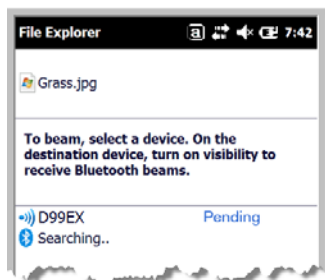 File Explorer a 7:42
Grass.jpg
To beam, select a device. On the
destination device, turn on visibility to
receive Bluetooth beams.
D99EX Pending
Searching..